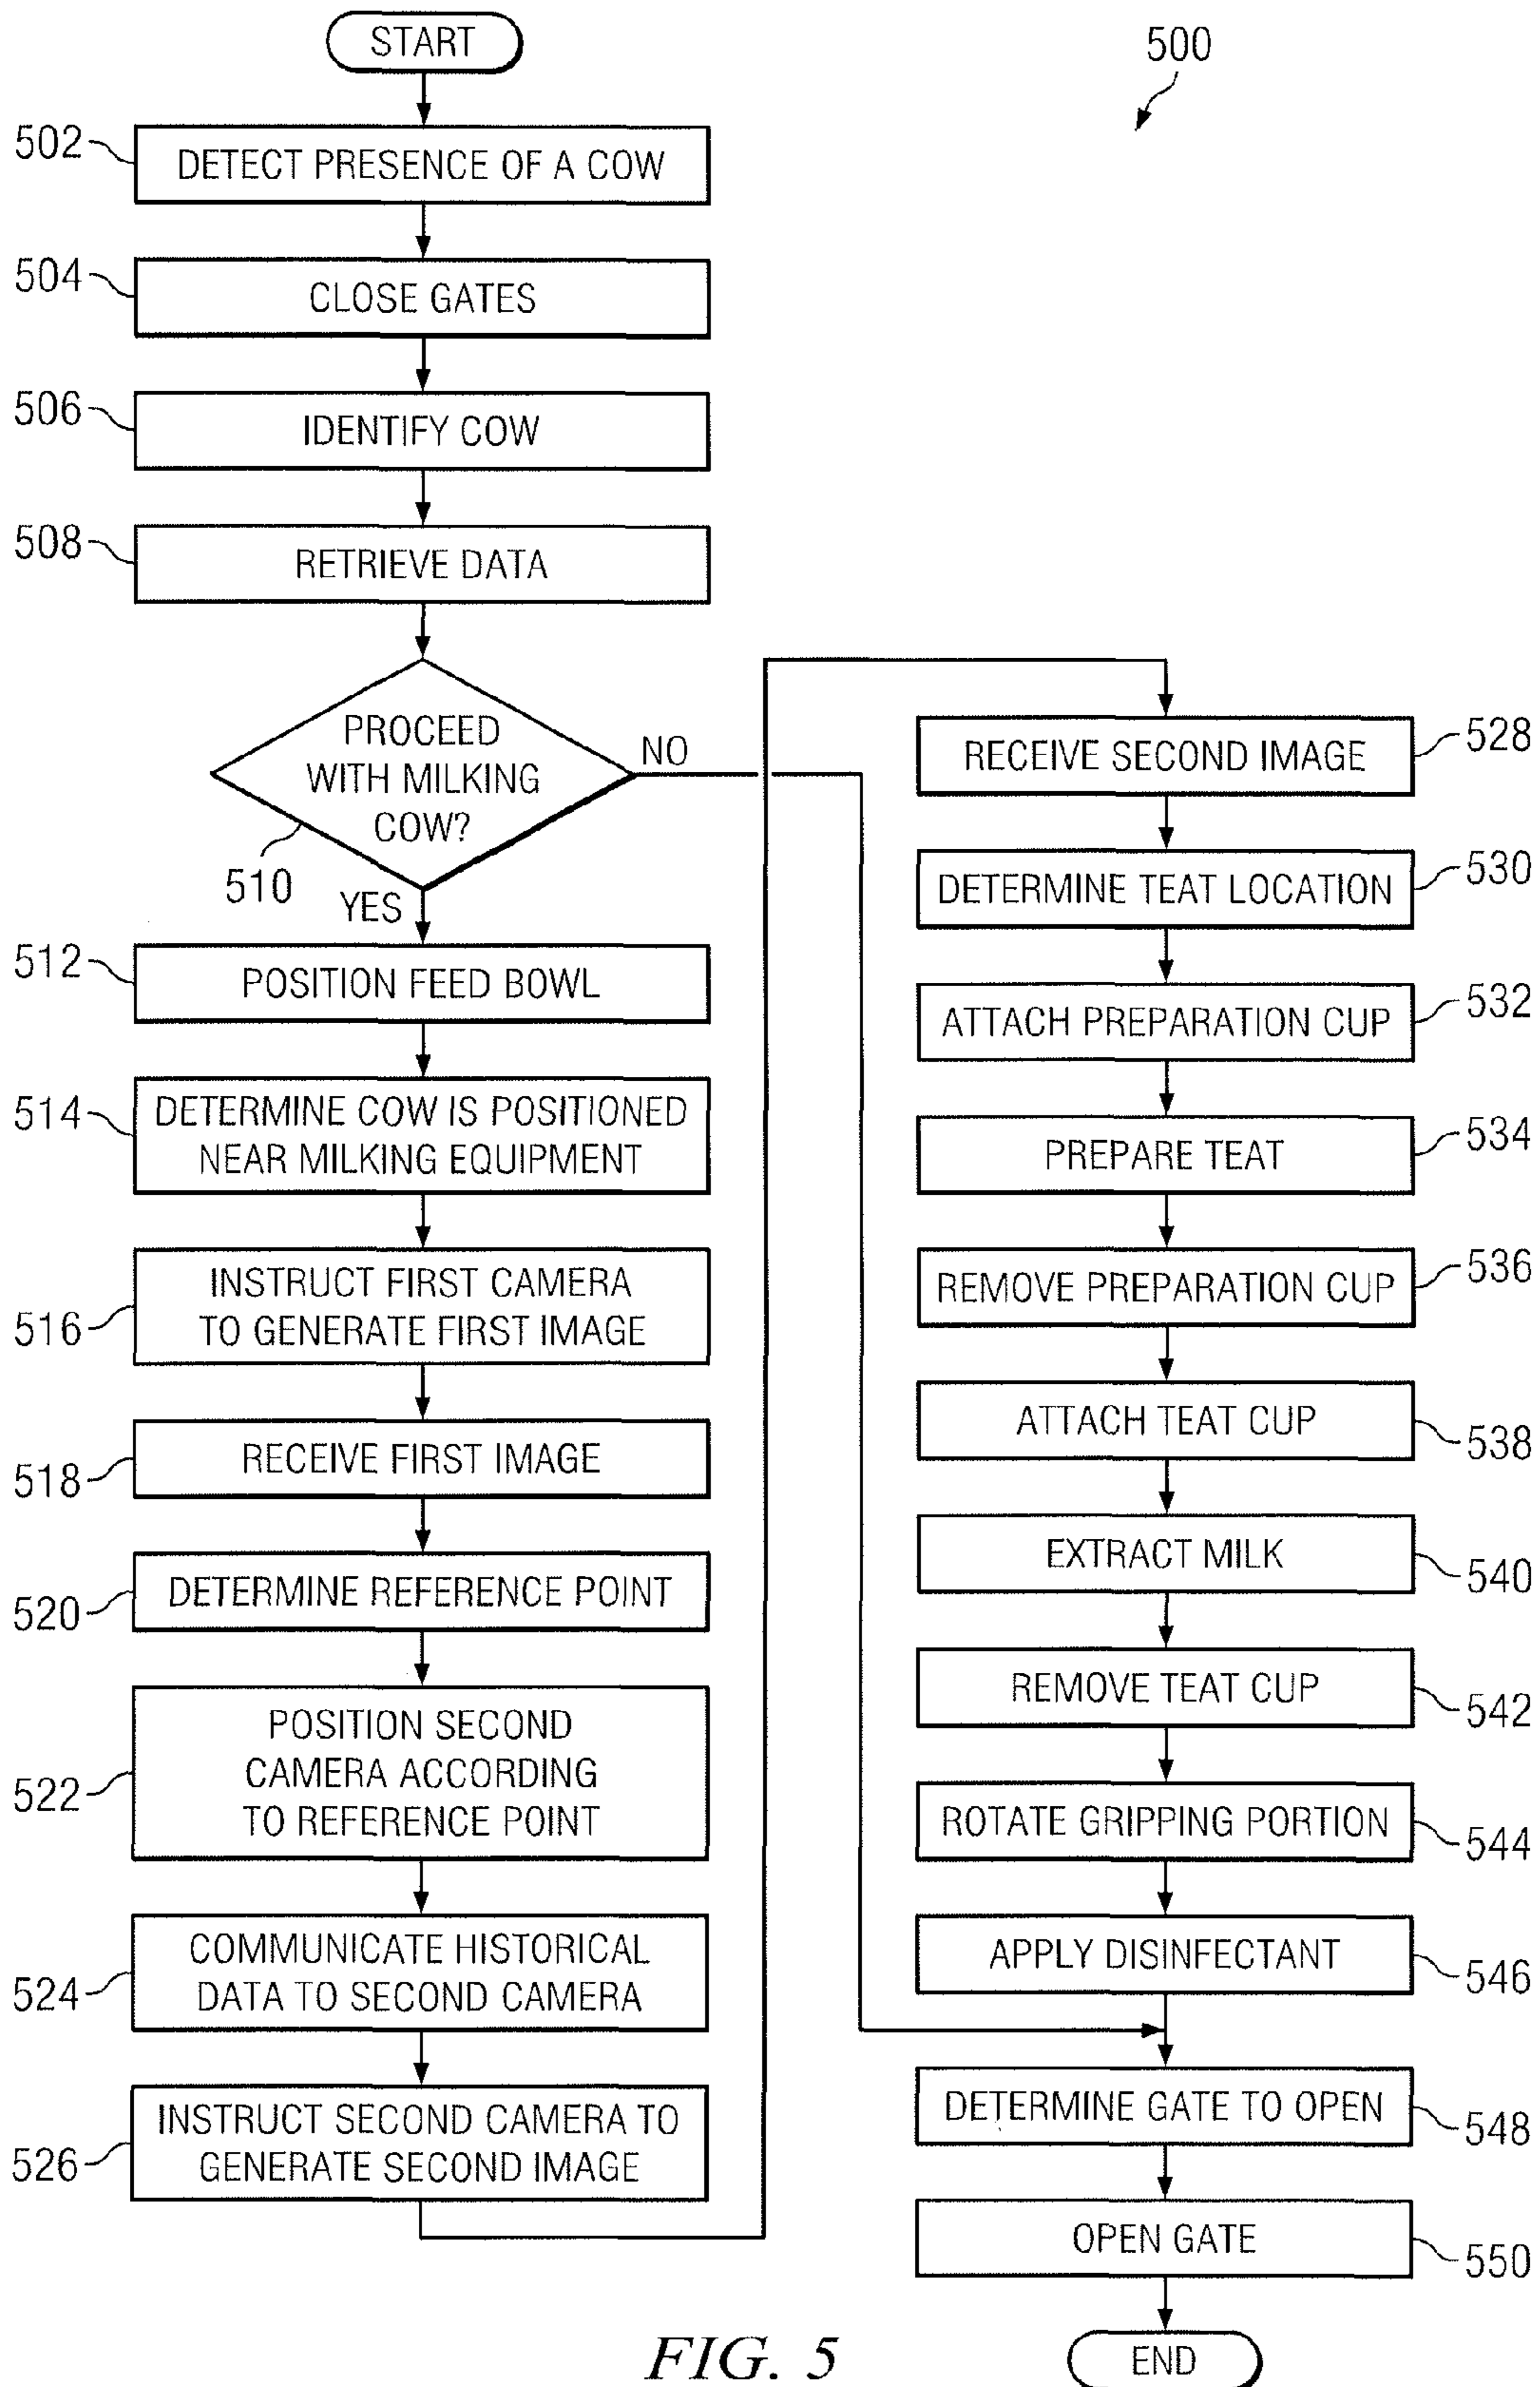 START
500
502
DETECT PRESENCE OF A COW
504
CLOSE GATES
506
IDENTIFY COW
508
RETRIEVE DATA
PROCEED
WITH MILKING
COW?
NO
510
YES
512
POSITION FEED BOWL
514
DETERMINE COW IS POSITIONED
NEAR MILKING EQUIPMENT
516
INSTRUCT FIRST CAMERA
TO GENERATE FIRST IMAGE
518
RECEIVE FIRST IMAGE
520
DETERMINE REFERENCE POINT
522
POSITION SECOND
CAMERA ACCORDING
TO REFERENCE POINT
524
COMMUNICATE HISTORICAL
DATA TO SECOND CAMERA
526
INSTRUCT SECOND CAMERA TO
GENERATE SECOND IMAGE
RECEIVE SECOND IMAGE
528
DETERMINE TEAT LOCATION
530
ATTACH PREPARATION CUP
532
PREPARE TEAT
534
REMOVE PREPARATION CUP
536
ATTACH TEAT CUP
538
EXTRACT MILK
540
REMOVE TEAT CUP
542
ROTATE GRIPPING PORTION
544
APPLY DISINFECTANT
546
DETERMINE GATE TO OPEN
548
OPEN GATE
550
END
FIG. 5